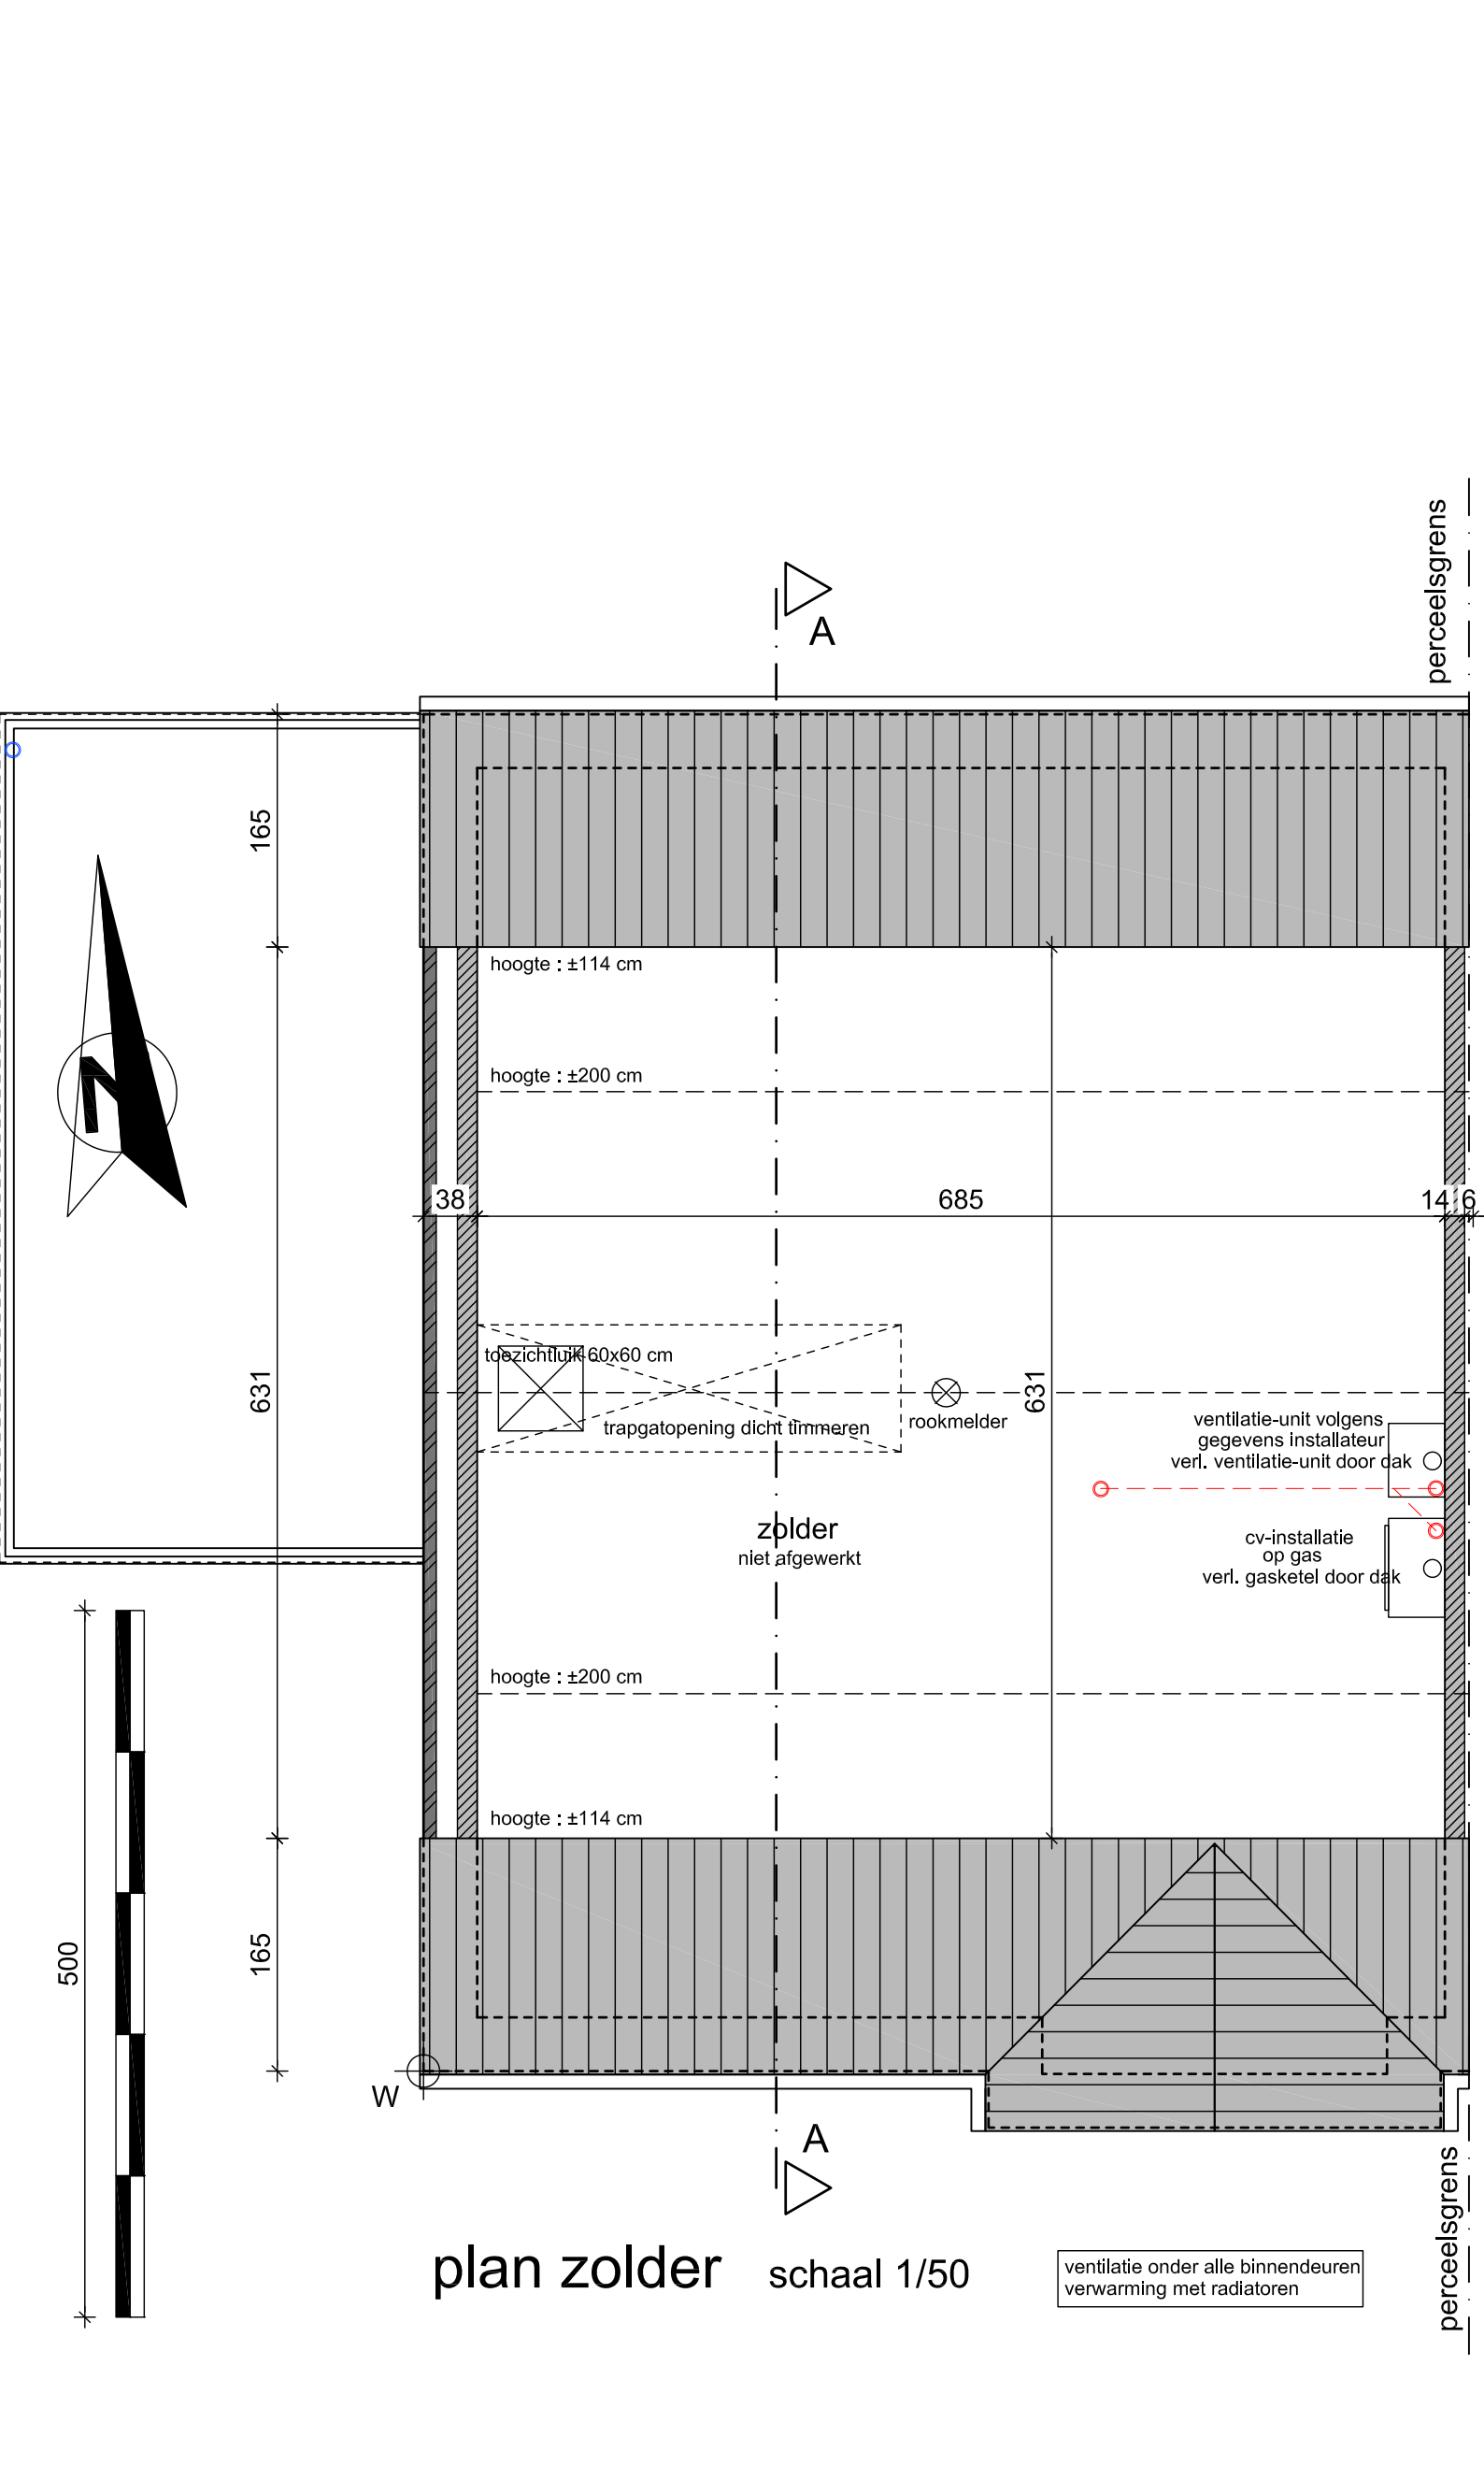 perceelsgrens
A
165
hoogte : ±114 cm
hoogte : ±200 cm
N
38
685
14
6
toezichtluik 60x60 cm
trapgatopening dicht timmeren
rookmelder
631
631
ventilatie-unit volgens
gegevens installateur
verl. ventilatie-unit door dak
zolder
niet afgewerkt
cv-installatie
op gas
verl. gasketel door dak
hoogte : ±200 cm
hoogte : ±114 cm
500
165
W
A
perceelsgrens
plan zolder schaal 1/50
ventilatie onder alle binnendeuren
verwarming met radiatoren